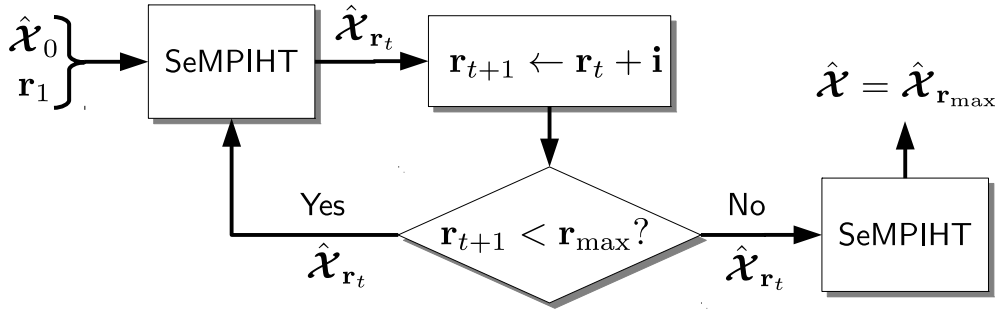 𝓧̂₀
r₁
SeMPIHT
𝓧̂_{r_t}
r_{t+1} ← r_t + i
𝓧̂ = 𝓧̂_{r_max}
Yes
𝓧̂_{r_t}
r_{t+1} < r_max?
No
𝓧̂_{r_t}
SeMPIHT